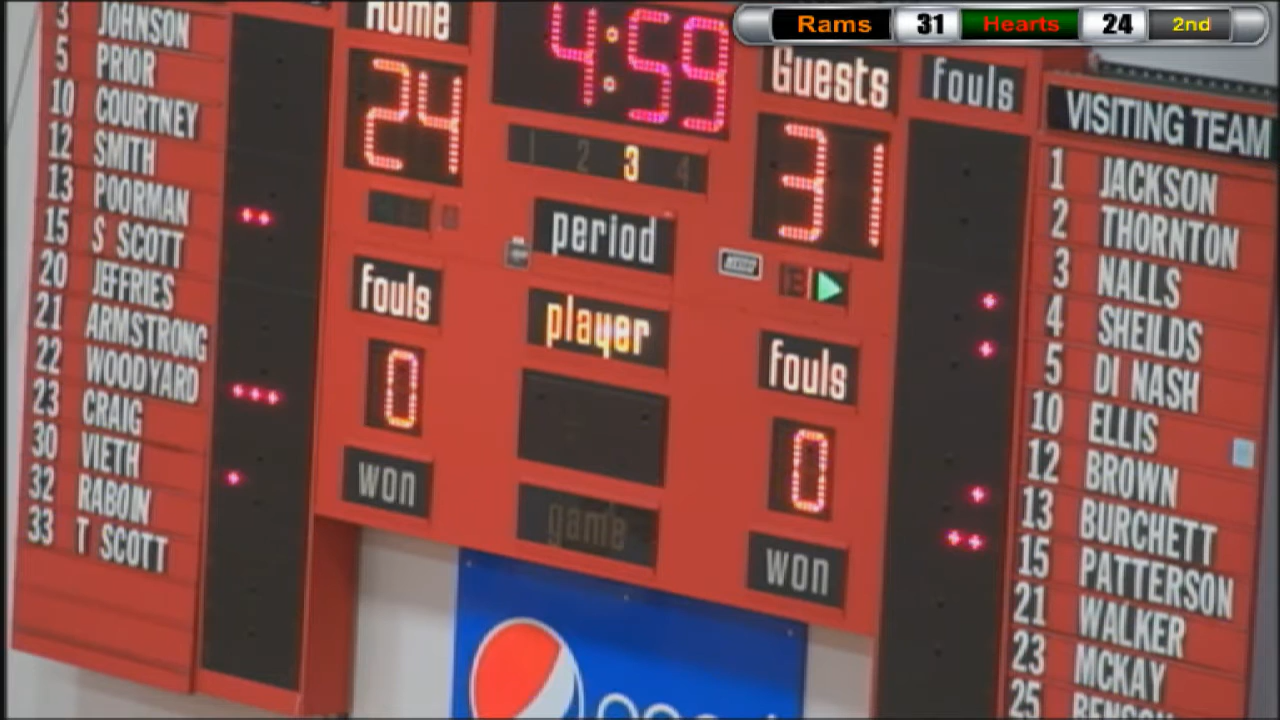 Rams 31 Hearts 24 2nd
3 JOHNSON
5 PRIOR
10 COURTNEY
12 SMITH
13 POORMAN
15 S SCOTT
20 JEFFRIES
21 ARMSTRONG
22 WOODYARD
23 CRAIG
30 VIETH
32 RABOIN
33 T SCOTT
Home
24
fouls
0
won
4:59
1 2 3 4
period
player
game
Guests
31
fouls
0
won
fouls
VISITING TEAM
1 JACKSON
2 THORNTON
3 NALLS
4 SHEILDS
5 DI NASH
10 ELLIS
12 BROWN
13 BURCHETT
15 PATTERSON
21 WALKER
23 MCKAY
25